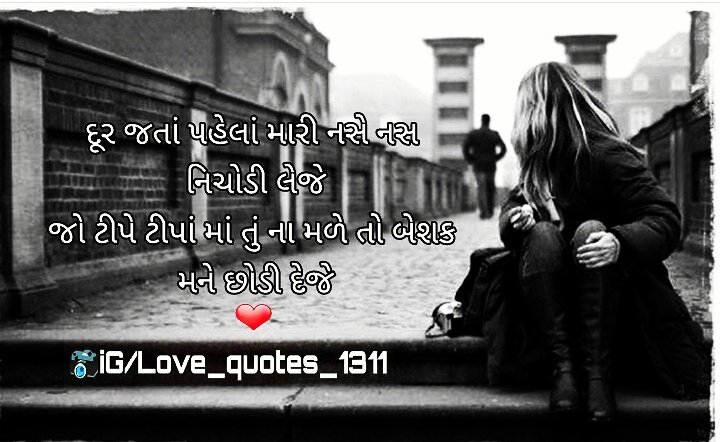 દૂર જતાં પહેલાં મારી નસે નસ
નિચોડી લેજે
જો ટીપે ટીપાં માં તું ના મળે તો બેશક
મને છોડી દેજે
iG/Love_quotes_1311